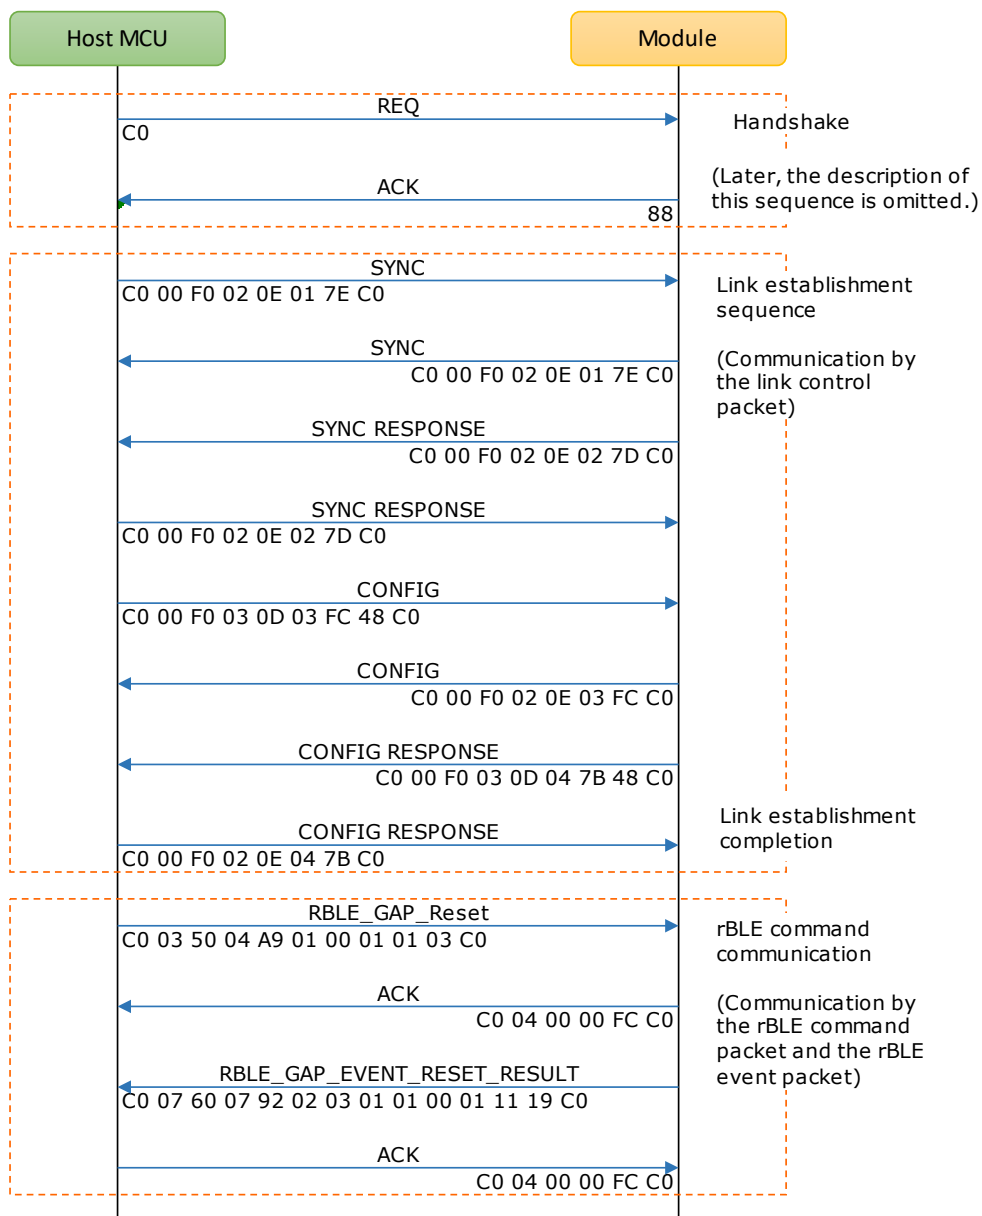 Host MCU
Module
REQ
C0
Handshake
ACK
88
(Later, the description of
this sequence is omitted.)
SYNC
C0 00 F0 02 0E 01 7E C0
Link establishment
sequence
SYNC
C0 00 F0 02 0E 01 7E C0
(Communication by
the link control
packet)
SYNC RESPONSE
C0 00 F0 02 0E 02 7D C0
SYNC RESPONSE
C0 00 F0 02 0E 02 7D C0
CONFIG
C0 00 F0 03 0D 03 FC 48 C0
CONFIG
C0 00 F0 02 0E 03 FC C0
CONFIG RESPONSE
C0 00 F0 03 0D 04 7B 48 C0
CONFIG RESPONSE
C0 00 F0 02 0E 04 7B C0
Link establishment
completion
RBLE_GAP_Reset
C0 03 50 04 A9 01 00 01 01 03 C0
rBLE command
communication
ACK
C0 04 00 00 FC C0
(Communication by
the rBLE command
packet and the rBLE
event packet)
RBLE_GAP_EVENT_RESET_RESULT
C0 07 60 07 92 02 03 01 01 00 01 11 19 C0
ACK
C0 04 00 00 FC C0